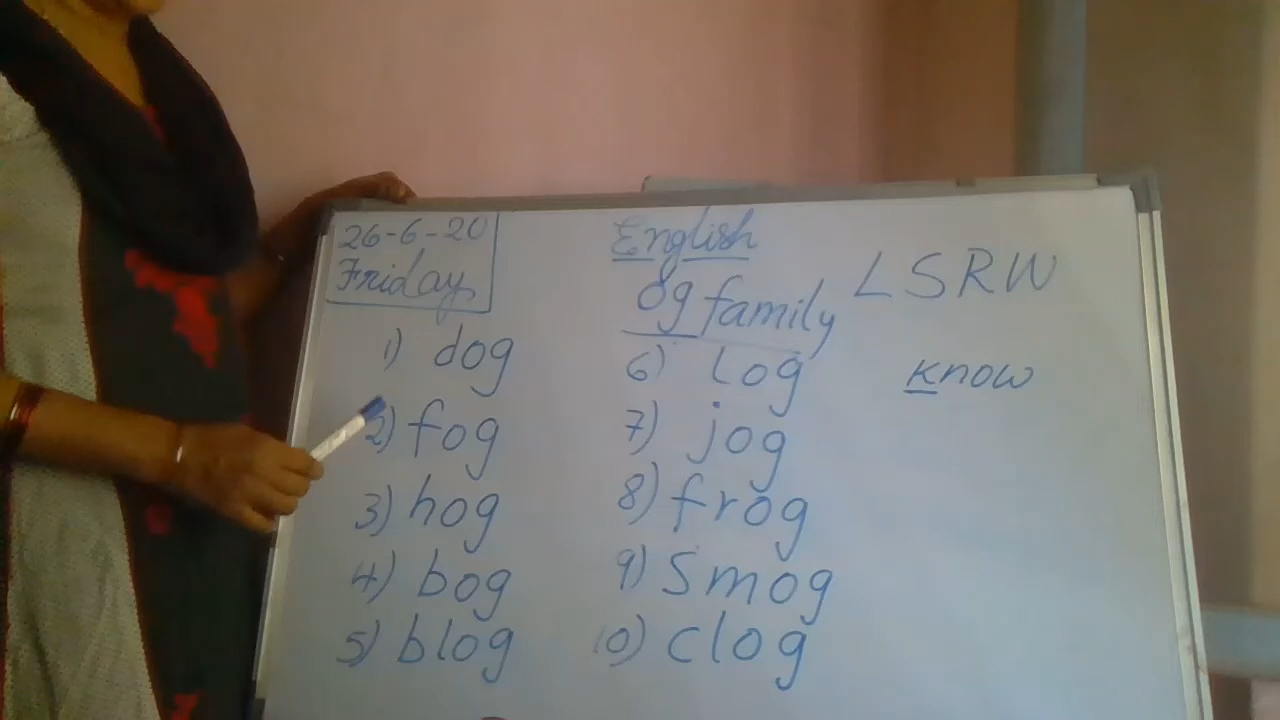 26-6-20
Friday
English
og family
LSRW
know
1) dog
2) fog
3) hog
4) bog
5) blog
6) log
7) jog
8) frog
9) Smog
10) clog